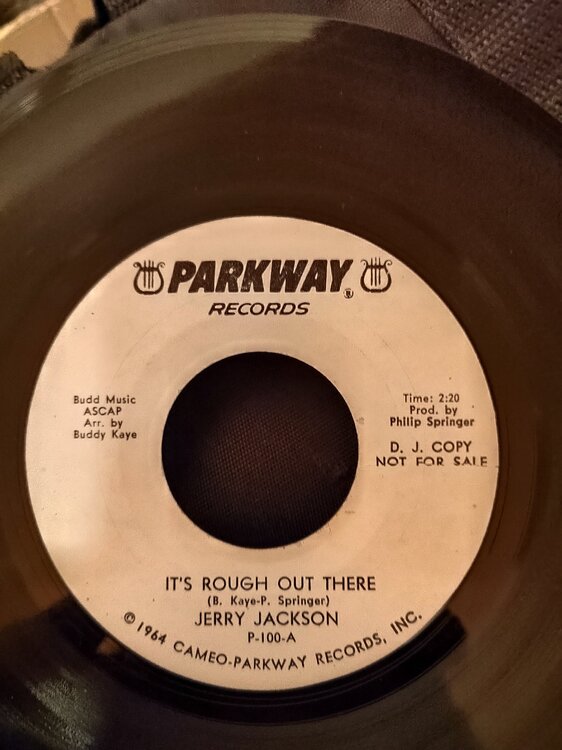 PARKWAY
RECORDS
Budd Music
ASCAP
Arr. by
Buddy Kaye
Time: 2:20
Prod. by
Philip Springer
D. J. COPY
NOT FOR SALE
IT'S ROUGH OUT THERE
(B. Kaye-P. Springer)
JERRY JACKSON
P-100-A
© 1964 CAMEO-PARKWAY RECORDS, INC.